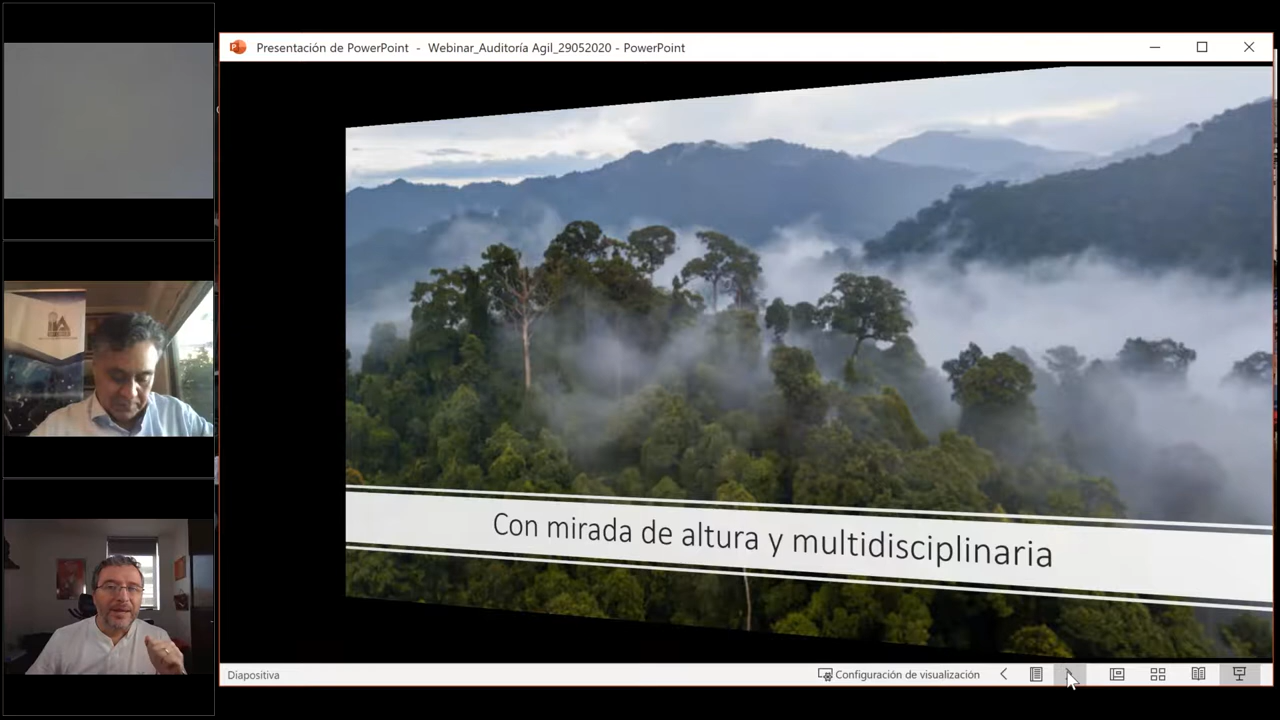 Presentación de PowerPoint - Webinar_Auditoría Agil_29052020 - PowerPoint
Con mirada de altura y multidisciplinaria
Diapositiva
Configuración de visualización